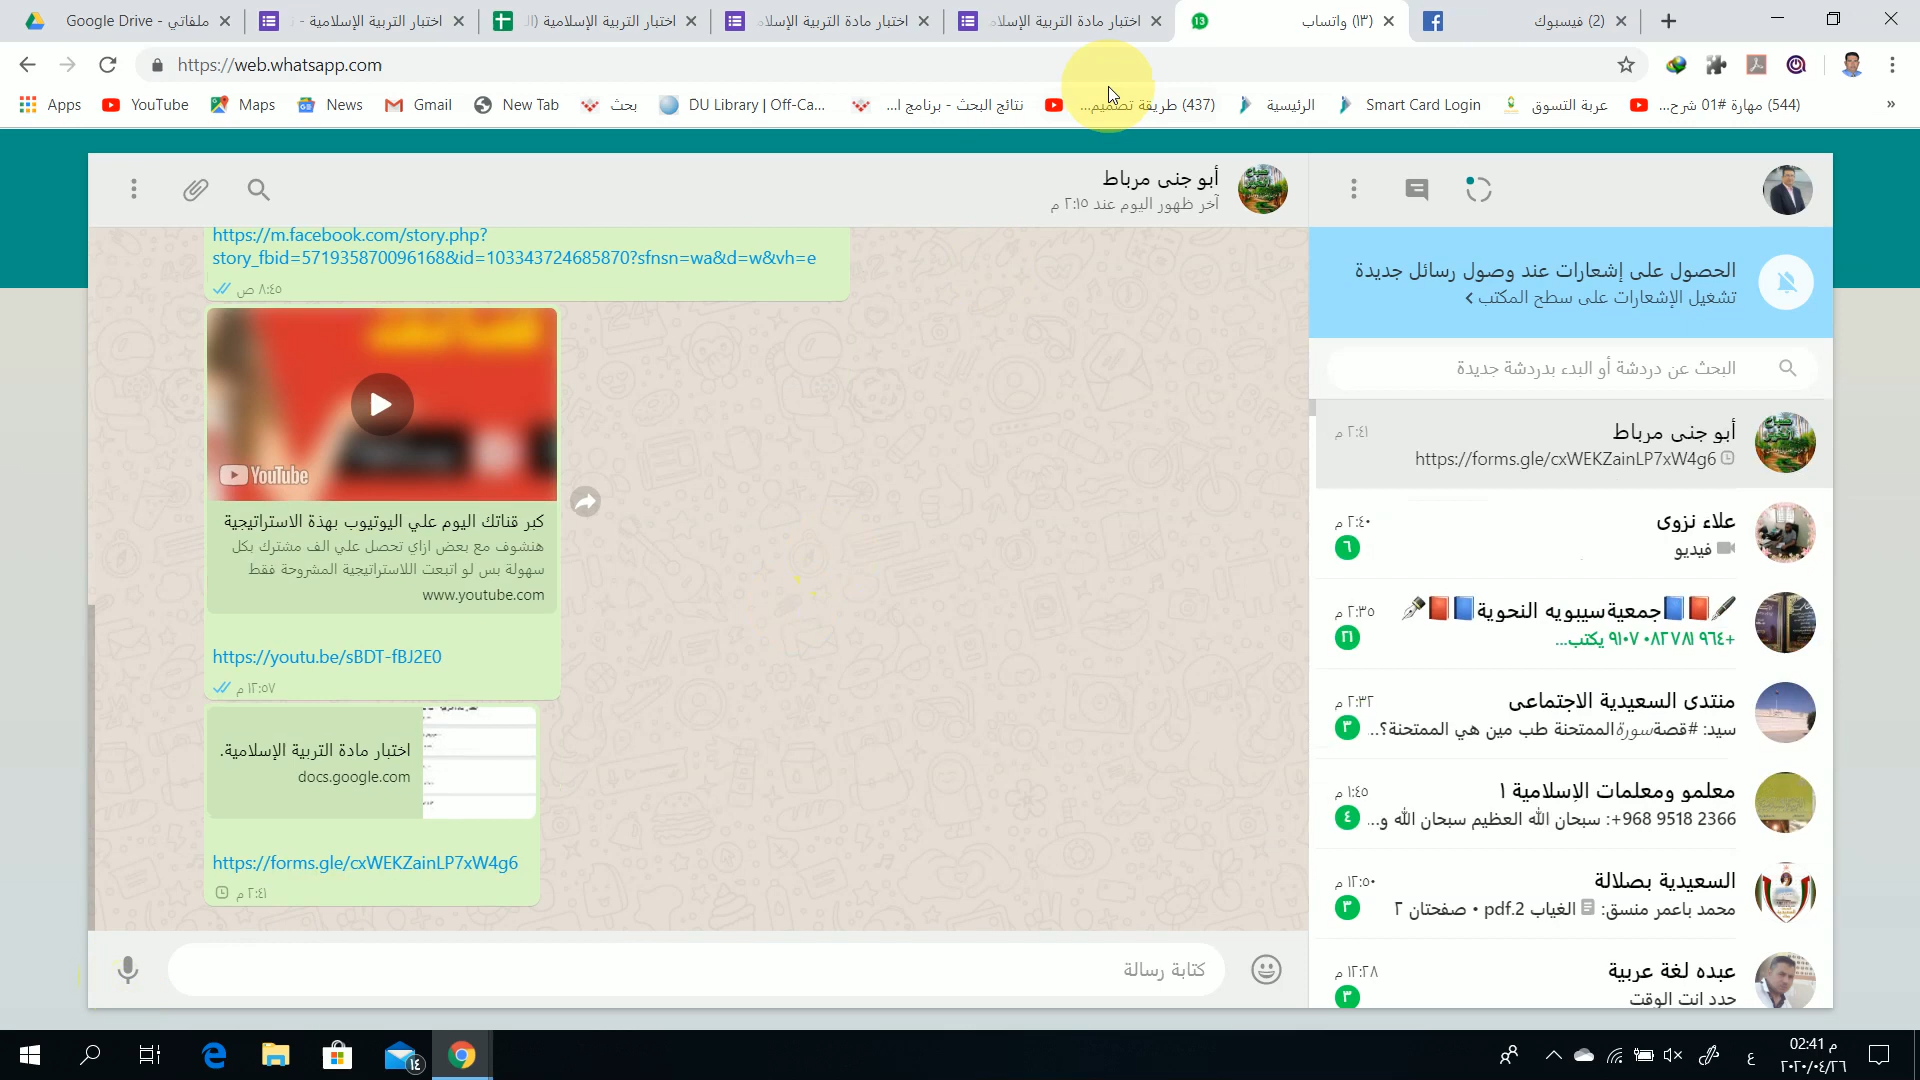 ملفاتي - Google Drive
اختبار التربية الإسلامية -
اختبار التربية الإسلامية (ال
اختبار مادة التربية الإسلا
اختبار مادة التربية الإسلام
(١٣) واتساب
(2) فيسبوك
https://web.whatsapp.com
Apps
YouTube
Maps
News
Gmail
New Tab
بحث
DU Library | Off-Ca...
نتائج البحث - برنامج ا...
(437) طريقة تصميم...
الرئيسية
Smart Card Login
عربة التسوق
(544) مهارة #01 شرح...
»
أبو جنى مرباط
آخر ظهور اليوم عند ٢:١٥ م
https://m.facebook.com/story.php?
story_fbid=571935870096168&id=103343724685870?sfnsn=wa&d=w&vh=e
٨:٤٥ ص
YouTube
كبر قناتك اليوم علي اليوتيوب بهذة الاستراتيجية
هنشوف مع بعض ازاي تحصل علي الف مشترك بكل
سهولة بس لو اتبعت اللاستراتيجية المشروحة فقط
www.youtube.com
https://youtu.be/sBDT-fBJ2E0
١٢:٥٧ م
اختبار مادة التربية الإسلامية.
docs.google.com
https://forms.gle/cxWEKZainLP7xW4g6
٢:٤١ م
كتابة رسالة
الحصول على إشعارات عند وصول رسائل جديدة
تشغيل الإشعارات على سطح المكتب
البحث عن دردشة أو البدء بدردشة جديدة
أبو جنى مرباط
٢:٤١ م
https://forms.gle/cxWEKZainLP7xW4g6
علاء نزوى
٢:٤٠ م
فيديو
٦
جمعيةسيبويه النحوية
٢:٣٥ م
+٩٦٤ ٧٨١ ٠٨٢ ٩١٠٧ يكتب...
٢١
منتدى السعيدية الاجتماعى
٢:٣٢ م
سيد: #قصةسورةالممتحنة طب مين هي الممتحنة؟...
٣
معلمو ومعلمات الإسلامية ١
١:٤٥ م
+968 9518 2366: سبحان الله العظيم سبحان الله و...
٤
السعيدية بصلالة
١٢:٥٠ م
محمد باعمر منسق: الغياب 2.pdf • صفحتان ٢
٣
عبده لغة عربية
١٢:٢٨ م
حدد انت الوقت
٣
١٤
ع
02:41 م
٢٠٢٠/٠٤/٢٦